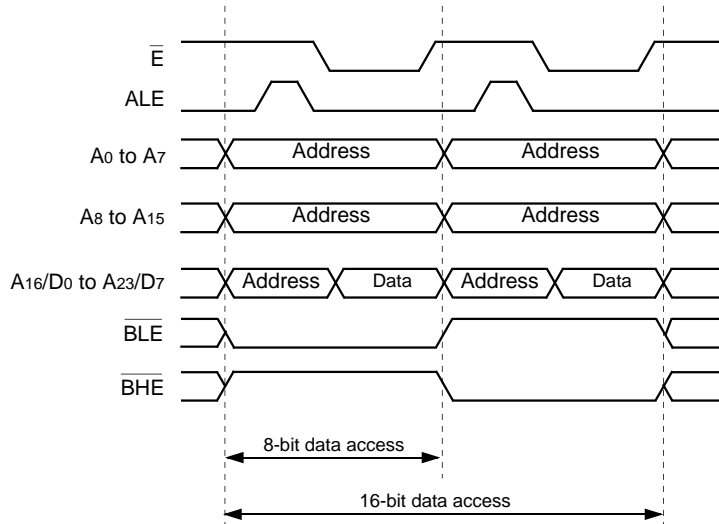 E
ALE
A0 to A7 Address Address
A8 to A15 Address Address
A16/D0 to A23/D7 Address Data Address Data
BLE
BHE
8-bit data access
16-bit data access